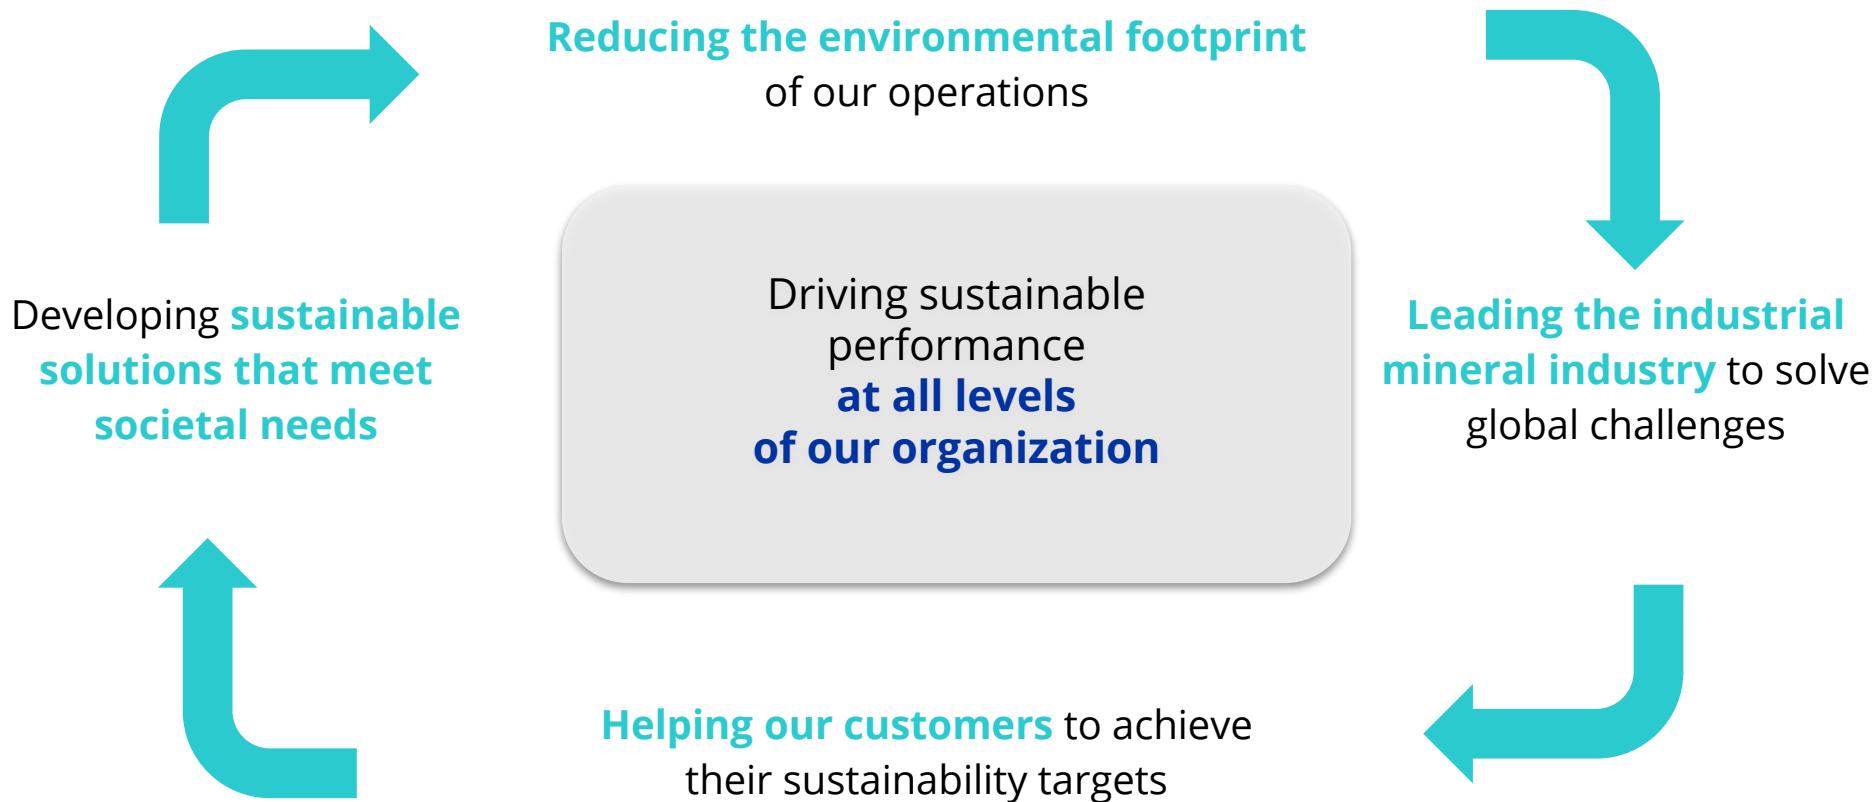 Reducing the environmental footprint
of our operations
Developing sustainable
solutions that meet
societal needs
Driving sustainable
performance
at all levels
of our organization
Leading the industrial
mineral industry to solve
global challenges
Helping our customers to achieve
their sustainability targets